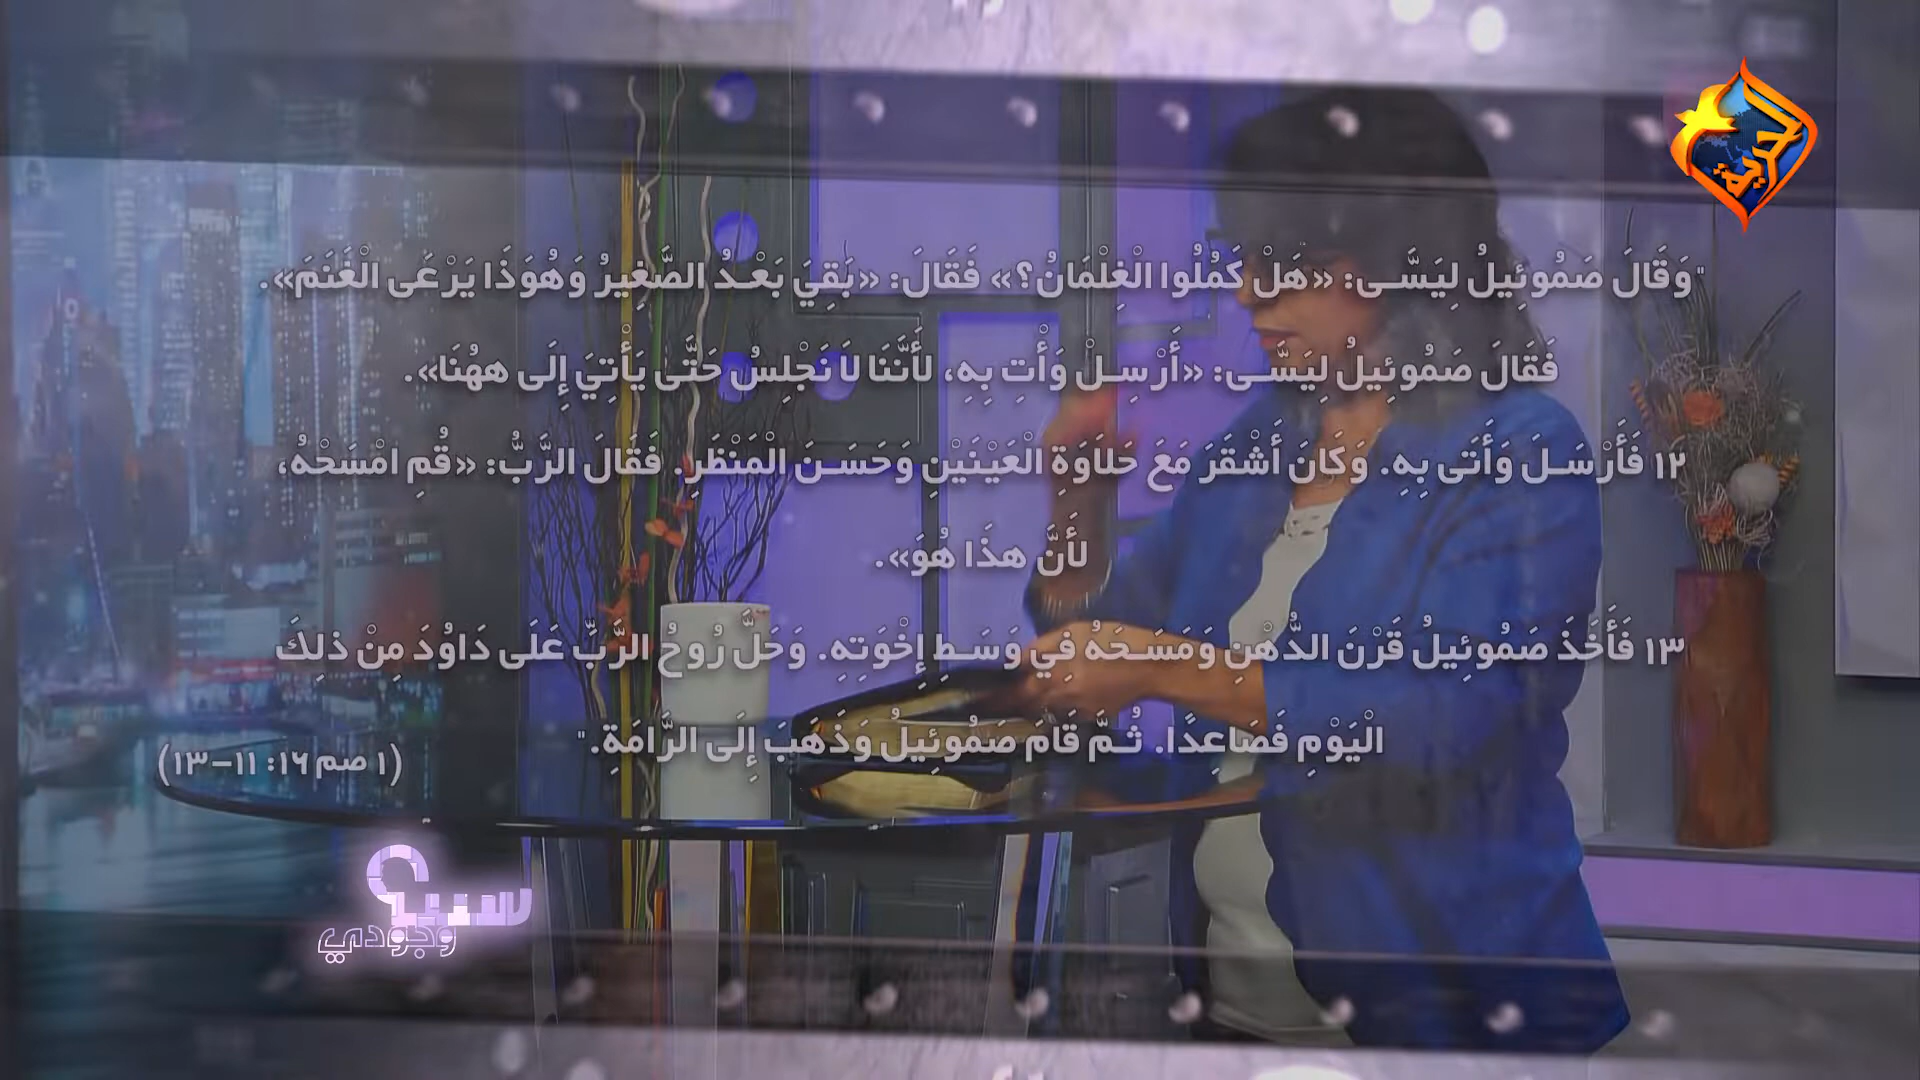 الحرية
"وَقَالَ صَمُوئِيلُ لِيَسَّى: «هَلْ كَمُلُوا الْغِلْمَانُ؟» فَقَالَ: «بَقِيَ بَعْدُ الصَّغِيرُ وَهُوَذَا يَرْعَى الْغَنَمَ».
فَقَالَ صَمُوئِيلُ لِيَسَّى: «أَرْسِلْ وَأْتِ بِهِ، لأَنَّنَا لاَ نَجْلِسُ حَتَّى يَأْتِيَ إِلَى ههُنَا».
١٢ فَأَرْسَلَ وَأَتَى بِهِ. وَكَانَ أَشْقَرَ مَعَ حَلاَوَةِ الْعَيْنَيْنِ وَحَسَنَ الْمَنْظَرِ. فَقَالَ الرَّبُّ: «قُمِ امْسَحْهُ،
لأَنَّ هذَا هُوَ».
١٣ فَأَخَذَ صَمُوئِيلُ قَرْنَ الدُّهْنِ وَمَسَحَهُ فِي وَسَطِ إِخْوَتِهِ. وَحَلَّ رُوحُ الرَّبِّ عَلَى دَاوُدَ مِنْ ذلِكَ
الْيَوْمِ فَصَاعِدًا. ثُمَّ قَامَ صَمُوئِيلُ وَذَهَبَ إِلَى الرَّامَةِ."
(١ صم ١٦: ١١-١٣)
وجودي